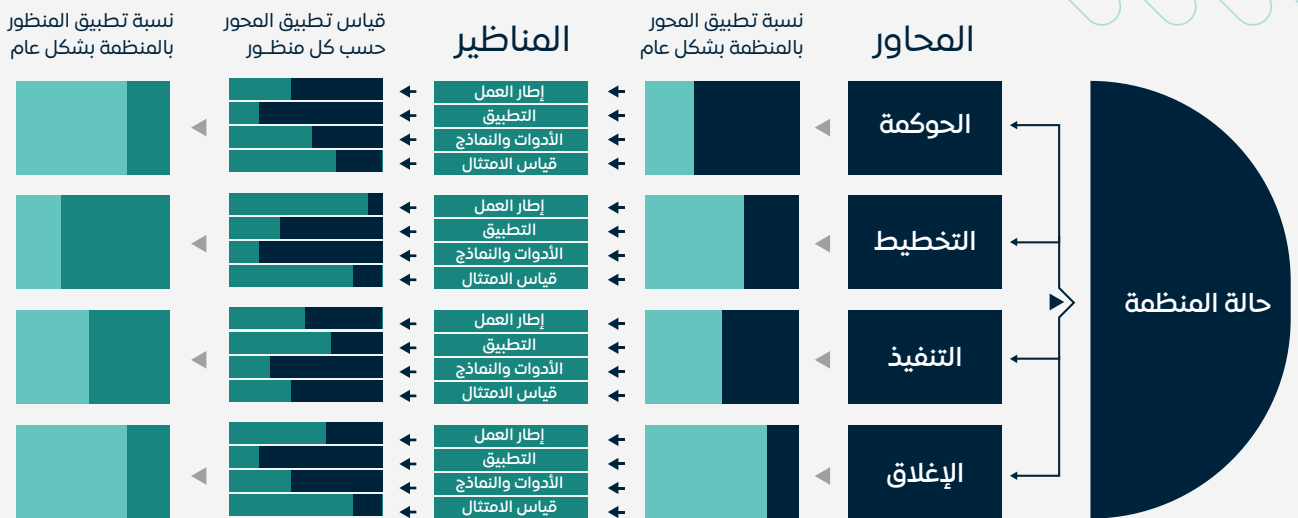 المحاور
نسبة تطبيق المحور
بالمنظمة بشكل عام
المناظير
قياس تطبيق المحور
حسب كل منظـور
نسبة تطبيق المنظور
بالمنظمة بشكل عام
حالة المنظمة
الحوكمة
إطار العمل
التطبيق
الأدوات والنماذج
قياس الامتثال
التخطيط
إطار العمل
التطبيق
الأدوات والنماذج
قياس الامتثال
التنفيذ
إطار العمل
التطبيق
الأدوات والنماذج
قياس الامتثال
الإغلاق
إطار العمل
التطبيق
الأدوات والنماذج
قياس الامتثال